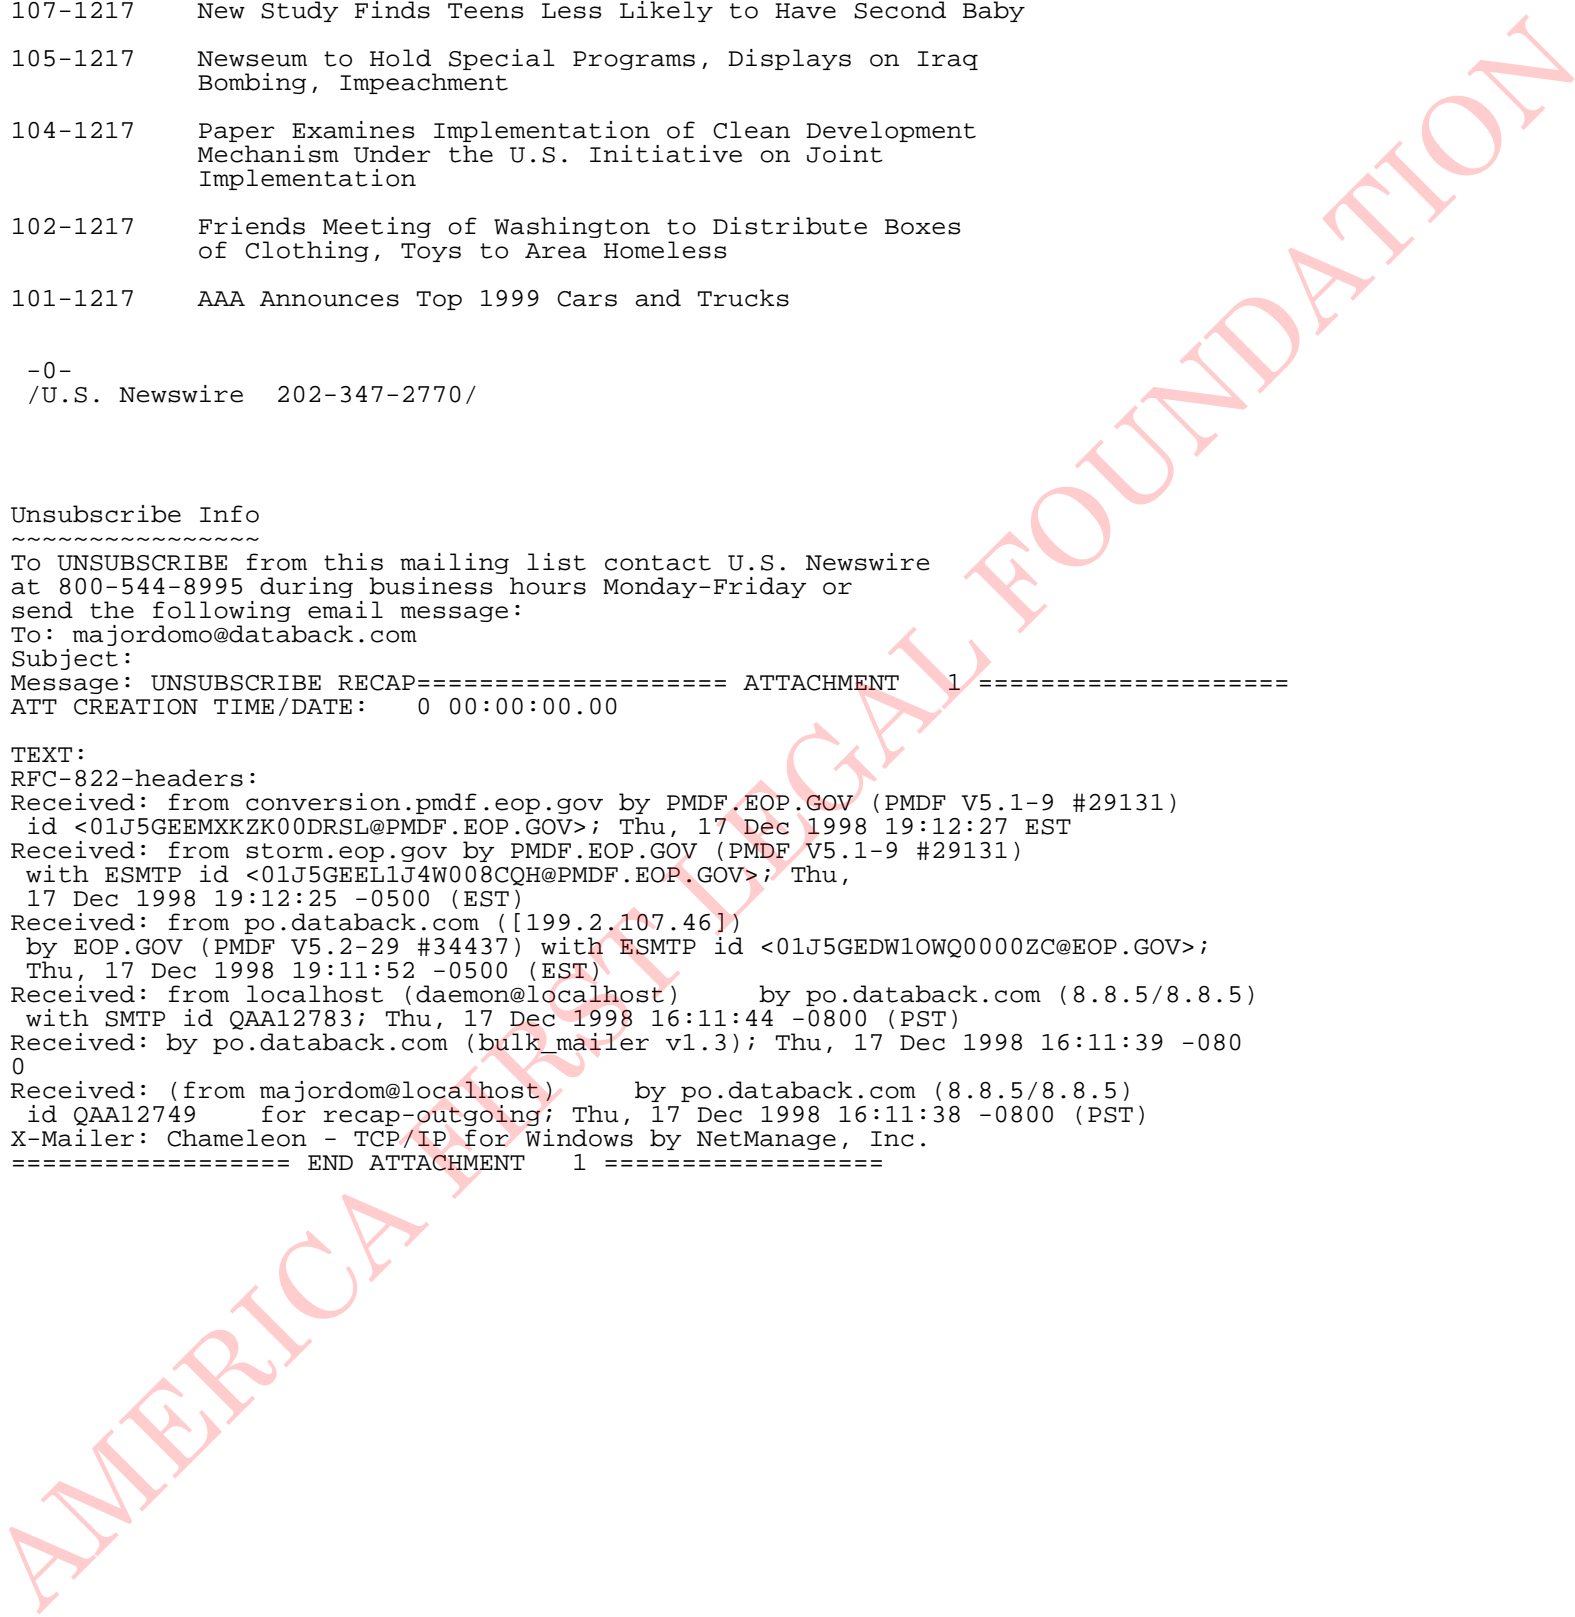 107-1217    New Study Finds Teens Less Likely to Have Second Baby
105-1217    Newseum to Hold Special Programs, Displays on Iraq
            Bombing, Impeachment
104-1217    Paper Examines Implementation of Clean Development
            Mechanism Under the U.S. Initiative on Joint
            Implementation
102-1217    Friends Meeting of Washington to Distribute Boxes
            of Clothing, Toys to Area Homeless
101-1217    AAA Announces Top 1999 Cars and Trucks
 -0-
 /U.S. Newswire  202-347-2770/
Unsubscribe Info
~~~~~~~~~~~~~~~~
To UNSUBSCRIBE from this mailing list contact U.S. Newswire
at 800-544-8995 during business hours Monday-Friday or
send the following email message:
To: majordomo@databack.com
Subject:
Message: UNSUBSCRIBE RECAP==================== ATTACHMENT   1 ====================
ATT CREATION TIME/DATE:   0 00:00:00.00
TEXT:
RFC-822-headers:
Received: from conversion.pmdf.eop.gov by PMDF.EOP.GOV (PMDF V5.1-9 #29131)
 id <01J5GEEMXKZK00DRSL@PMDF.EOP.GOV>; Thu, 17 Dec 1998 19:12:27 EST
Received: from storm.eop.gov by PMDF.EOP.GOV (PMDF V5.1-9 #29131)
 with ESMTP id <01J5GEEL1J4W008CQH@PMDF.EOP.GOV>; Thu,
 17 Dec 1998 19:12:25 -0500 (EST)
Received: from po.databack.com ([199.2.107.46])
 by EOP.GOV (PMDF V5.2-29 #34437) with ESMTP id <01J5GEDW1OWQ0000ZC@EOP.GOV>;
 Thu, 17 Dec 1998 19:11:52 -0500 (EST)
Received: from localhost (daemon@localhost)     by po.databack.com (8.8.5/8.8.5)
 with SMTP id QAA12783; Thu, 17 Dec 1998 16:11:44 -0800 (PST)
Received: by po.databack.com (bulk_mailer v1.3); Thu, 17 Dec 1998 16:11:39 -080
0
Received: (from majordom@localhost)     by po.databack.com (8.8.5/8.8.5)
 id QAA12749    for recap-outgoing; Thu, 17 Dec 1998 16:11:38 -0800 (PST)
X-Mailer: Chameleon - TCP/IP for Windows by NetManage, Inc.
================== END ATTACHMENT   1 ==================
AMERICA FIRST LEGAL FOUNDATION